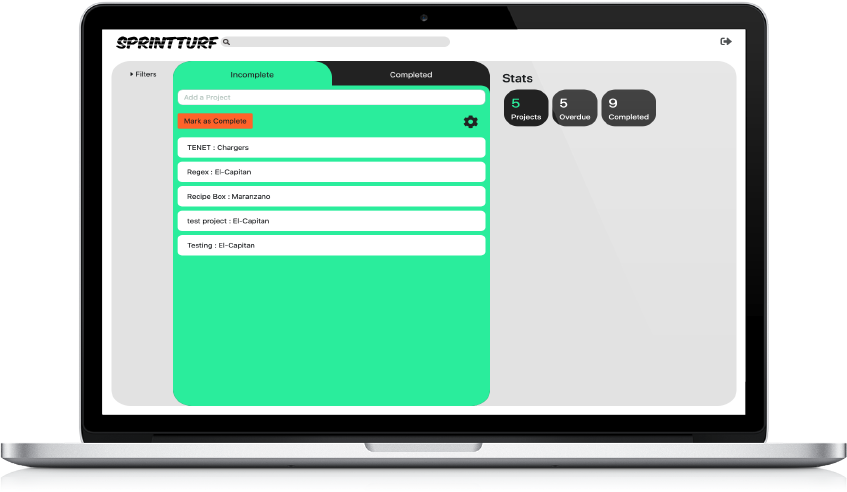 SPRINTTURF
Filters
Incomplete
Completed
Add a Project
Mark as Complete
TENET : Chargers
Regex : El-Capitan
Recipe Box : Maranzano
test project : El-Capitan
Testing : El-Capitan
Stats
5
Projects
5
Overdue
9
Completed